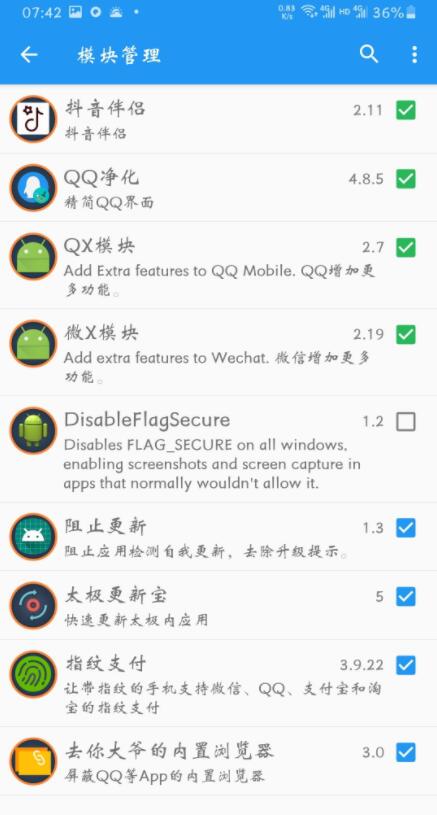 07:42 0.83 K/s 4G HD 4G 36%
模块管理
抖音伴侣 2.11
抖音伴侣
QQ净化 4.8.5
精简QQ界面
QX模块 2.7
Add Extra features to QQ Mobile. QQ增加更
多功能。
微X模块 2.19
Add extra features to Wechat. 微信增加更多
功能。
DisableFlagSecure 1.2
Disables FLAG_SECURE on all windows,
enabling screenshots and screen capture in
apps that normally wouldn't allow it.
阻止更新 1.3
阻止应用检测自我更新，去除升级提示。
太极更新宝 5
快速更新太极内应用
指纹支付 3.9.22
让带指纹的手机支持微信、QQ、支付宝和淘
宝的指纹支付
去你大爷的内置浏览器 3.0
屏蔽QQ等App的内置浏览器